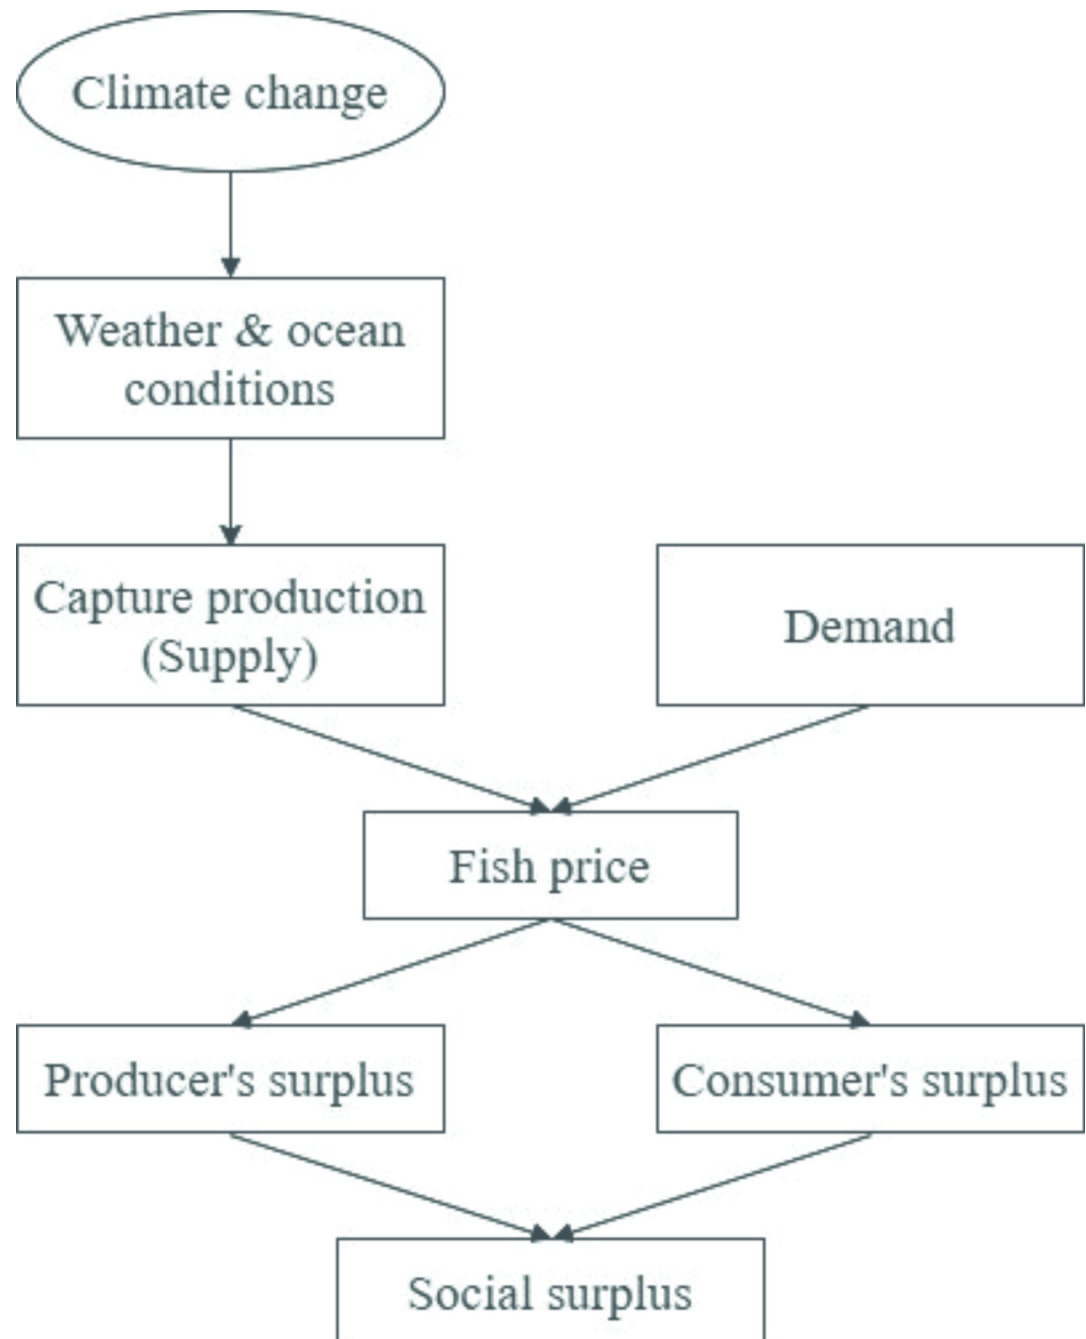 Climate change
Weather & ocean
conditions
Capture production
(Supply)
Demand
Fish price
Producer's surplus
Consumer's surplus
Social surplus